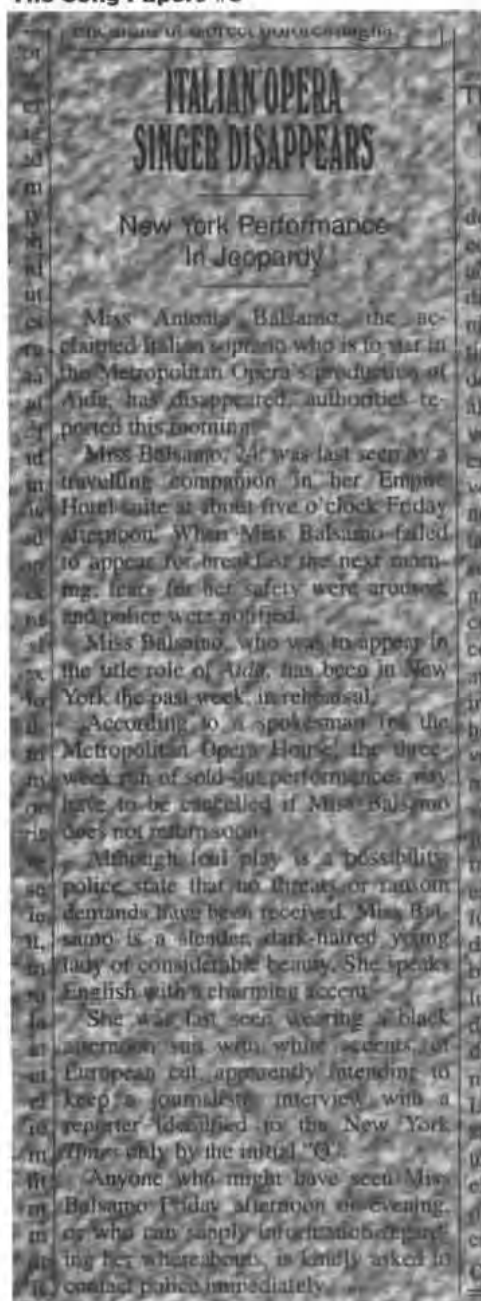 ITALIAN OPERA
SINGER DISAPPEARS
New York Performance
In Jeopardy
Miss Antonia Balsamo, the ac-
claimed Italian soprano who is to star in
the Metropolitan Opera's production of
Aida, has disappeared, authorities re-
ported this morning.
Miss Balsamo, 24, was last seen by a
travelling companion in her Empire
Hotel suite at about five o'clock Friday
afternoon. When Miss Balsamo failed
to appear for breakfast the next morn-
ing, fears for her safety were aroused,
and police were notified.
Miss Balsamo, who was to appear in
the title role of Aida, has been in New
York the past week, in rehearsal.
According to a spokesman for the
Metropolitan Opera House, the three-
week run of sold-out performances may
have to be cancelled if Miss Balsamo
does not return soon.
Although foul play is a possibility,
police state that no threats or ransom
demands have been received. Miss Bal-
samo is a slender, dark-haired young
lady of considerable beauty. She speaks
English with a charming accent.
She was last seen wearing a black
afternoon suit with white accents, of
European cut, apparently intending to
keep a journalistic interview with a
reporter identified to the New York
Times only by the initial "Q".
Anyone who might have seen Miss
Balsamo Friday afternoon or evening,
or who can supply information regard-
ing her whereabouts, is kindly asked to
contact police immediately.